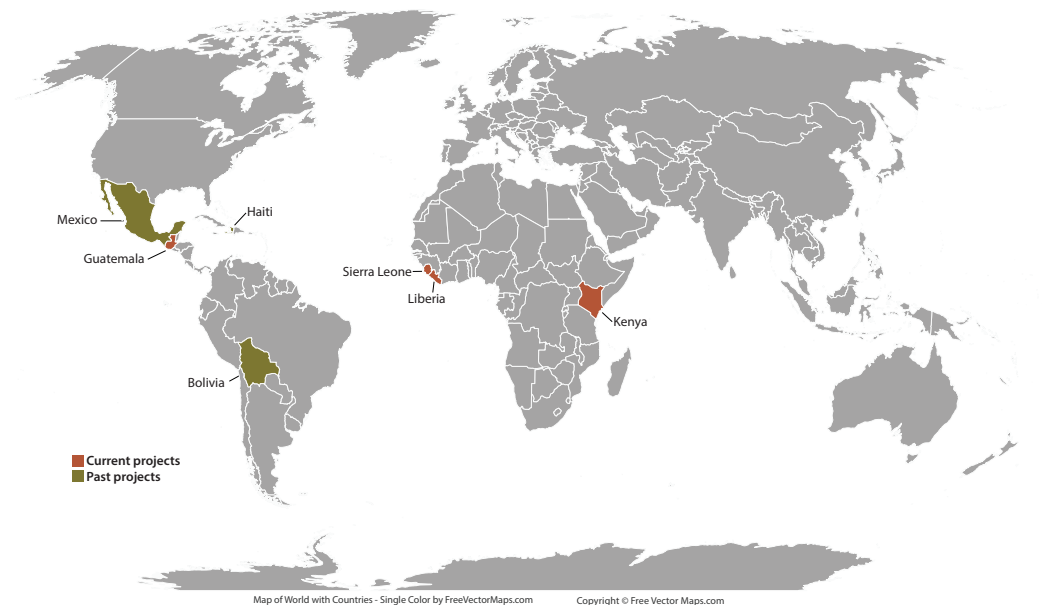 Haiti
Mexico
Guatemala
Sierra Leone
Liberia
Kenya
Bolivia
Current projects
Past projects
Map of World with Countries - Single Color by FreeVectorMaps.com
Copyright © Free Vector Maps.com